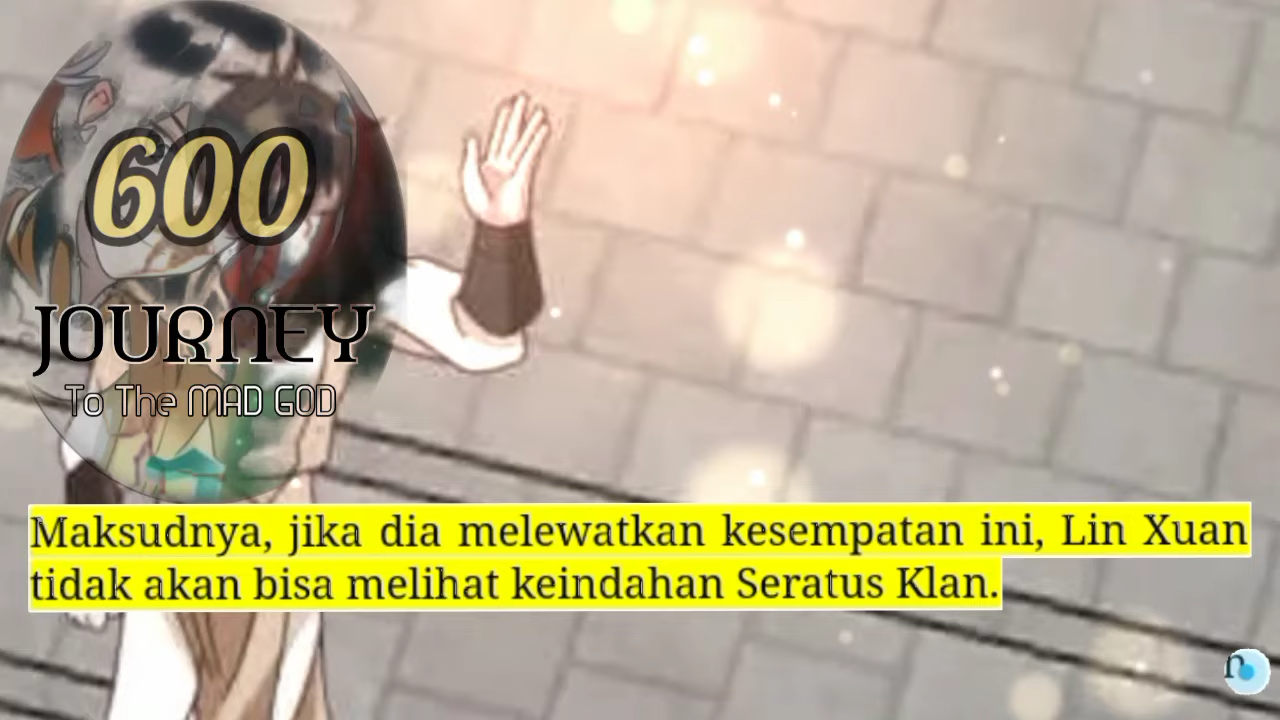 600
JOURNEY
To The MAD GOD
Maksudnya, jika dia melewatkan kesempatan ini, Lin Xuan
tidak akan bisa melihat keindahan Seratus Klan.
n